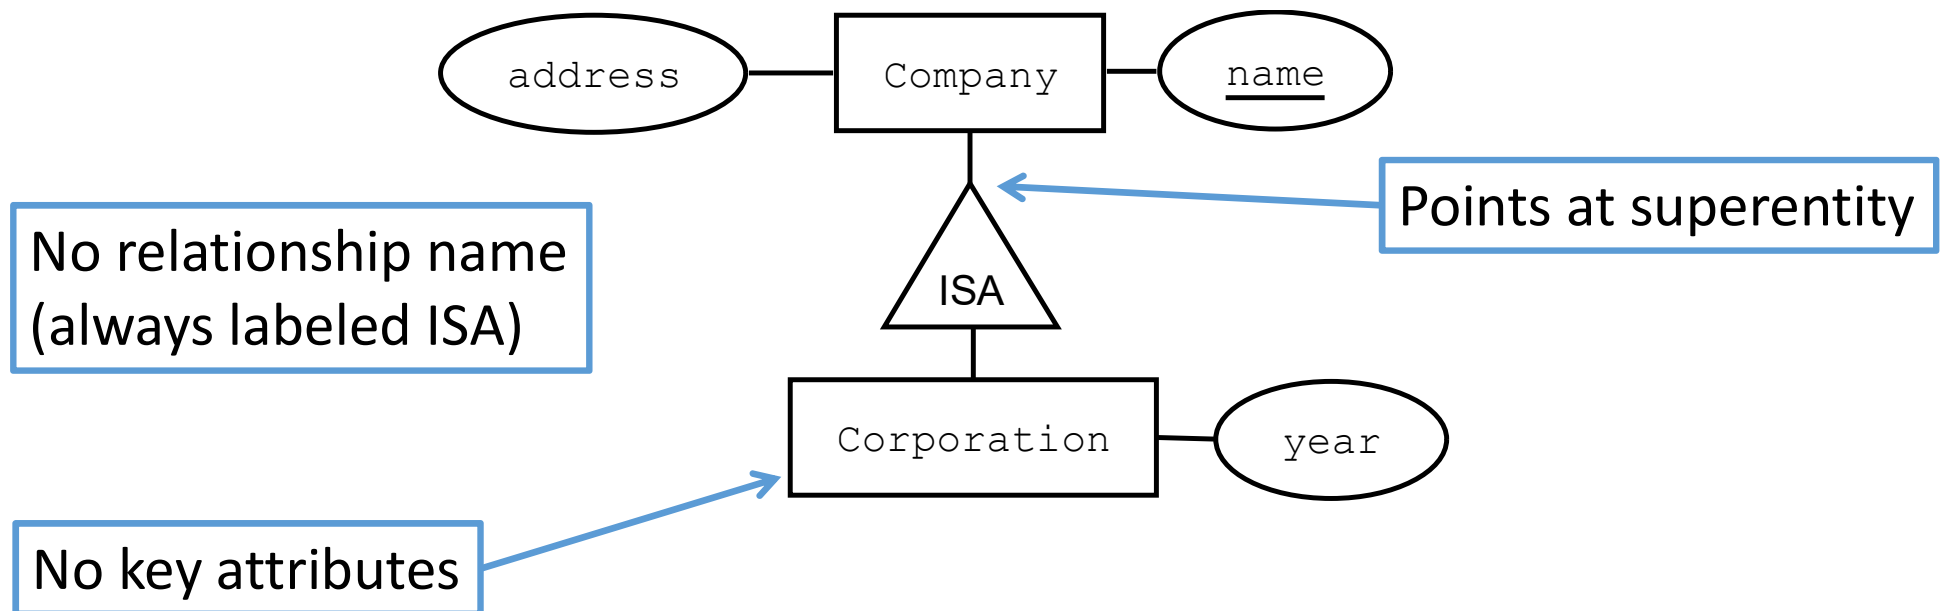 address
Company
name
Points at superentity
No relationship name
(always labeled ISA)
ISA
Corporation
year
No key attributes